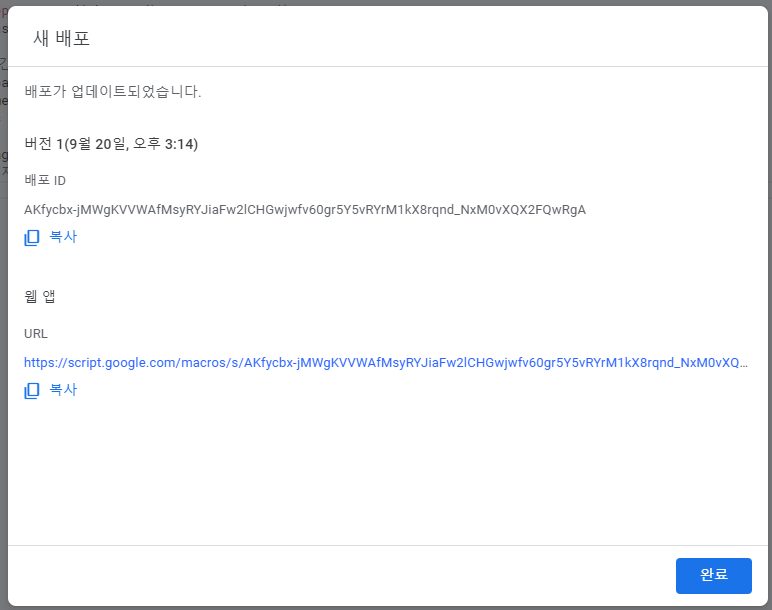 새 배포
배포가 업데이트되었습니다.
버전 1(9월 20일, 오후 3:14)
배포 ID
AKfycbx-jMWgKVVWAfMsyRYJiaFw2lCHGwjwfv60gr5Y5vRYrM1kX8rqnd_NxM0vXQX2FQwRgA
복사
웹 앱
URL
https://script.google.com/macros/s/AKfycbx-jMWgKVVWAfMsyRYJiaFw2lCHGwjwfv60gr5Y5vRYrM1kX8rqnd_NxM0vXQ...
복사
완료